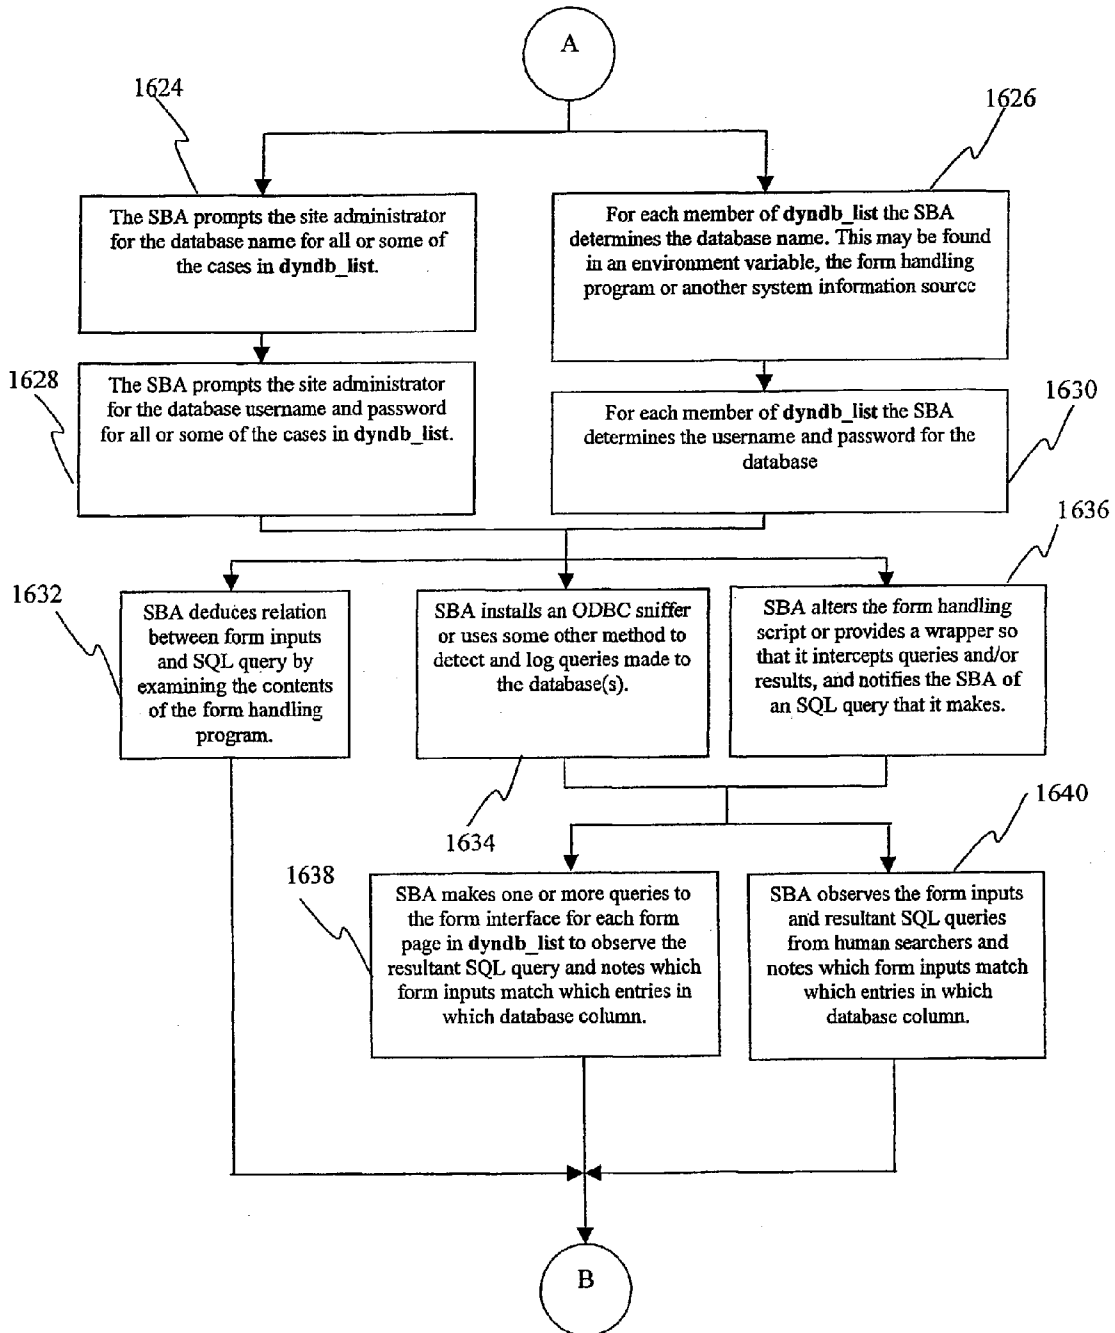 A
1624
1626
The SBA prompts the site administrator
for the database name for all or some of
the cases in dyndb_list.
For each member of dyndb_list the SBA
determines the database name. This may be found
in an environment variable, the form handling
program or another system information source
1628
The SBA prompts the site administrator
for the database username and password
for all or some of the cases in dyndb_list.
1630
For each member of dyndb_list the SBA
determines the username and password for the
database
1636
1632
SBA deduces relation
between form inputs
and SQL query by
examining the contents
of the form handling
program.
SBA installs an ODBC sniffer
or uses some other method to
detect and log queries made to
the database(s).
SBA alters the form handling
script or provides a wrapper so
that it intercepts queries and/or
results, and notifies the SBA of
an SQL query that it makes.
1634
1640
1638
SBA makes one or more queries to
the form interface for each form
page in dyndb_list to observe the
resultant SQL query and notes which
form inputs match which entries in
which database column.
SBA observes the form inputs
and resultant SQL queries
from human searchers and
notes which form inputs match
which entries in which
database column.
B